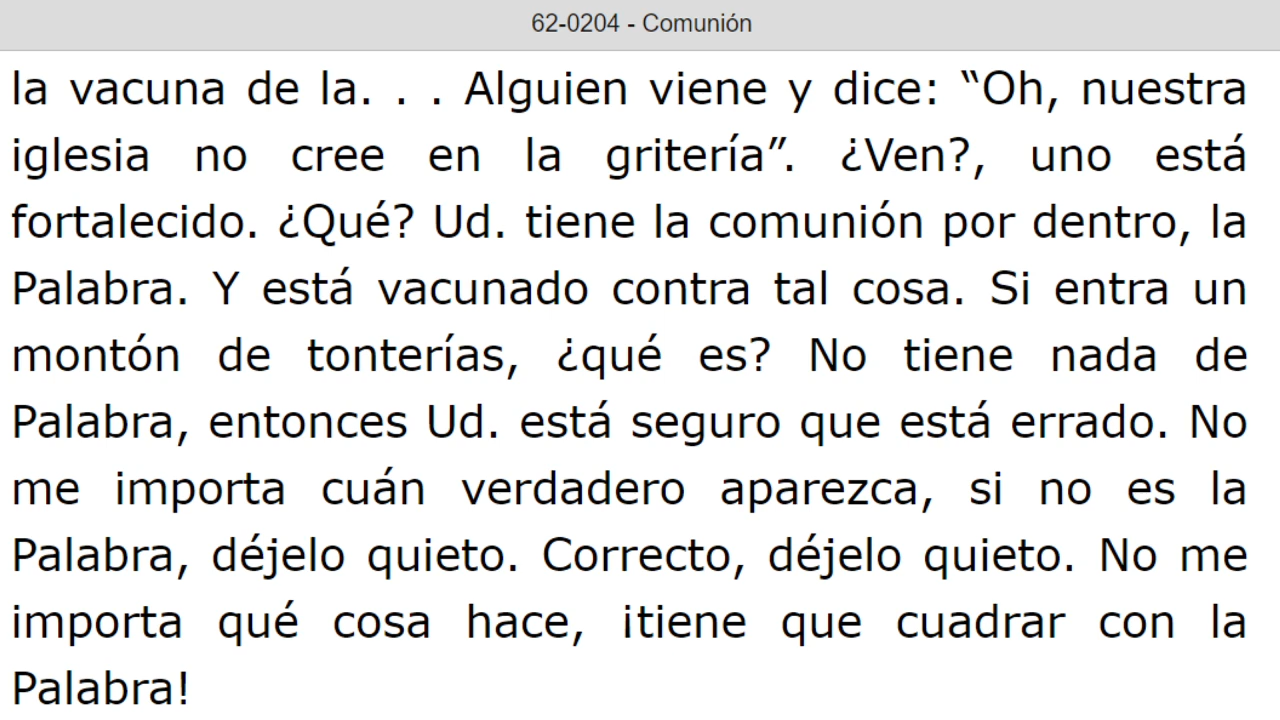 62-0204 - Comunión
la vacuna de la. . . Alguien viene y dice: “Oh, nuestra
iglesia no cree en la gritería”. ¿Ven?, uno está
fortalecido. ¿Qué? Ud. tiene la comunión por dentro, la
Palabra. Y está vacunado contra tal cosa. Si entra un
montón de tonterías, ¿qué es? No tiene nada de
Palabra, entonces Ud. está seguro que está errado. No
me importa cuán verdadero aparezca, si no es la
Palabra, déjelo quieto. Correcto, déjelo quieto. No me
importa qué cosa hace, ¡tiene que cuadrar con la
Palabra!